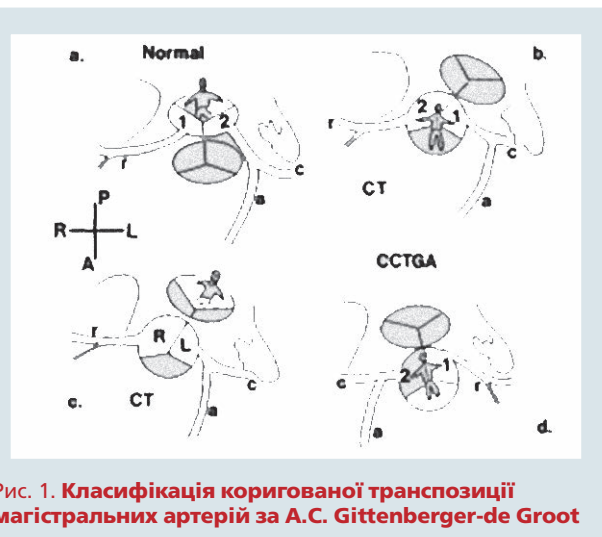 a. Normal b.
1 2
r c
a
2 1
r c
CT a
P
R L
A
CCTGA
r R L
c
c. CT a
2 1
c r
a d.
Рис. 1. Класифікація коригованої транспозиції
магістральних артерій за A.C. Gittenberger-de Groot